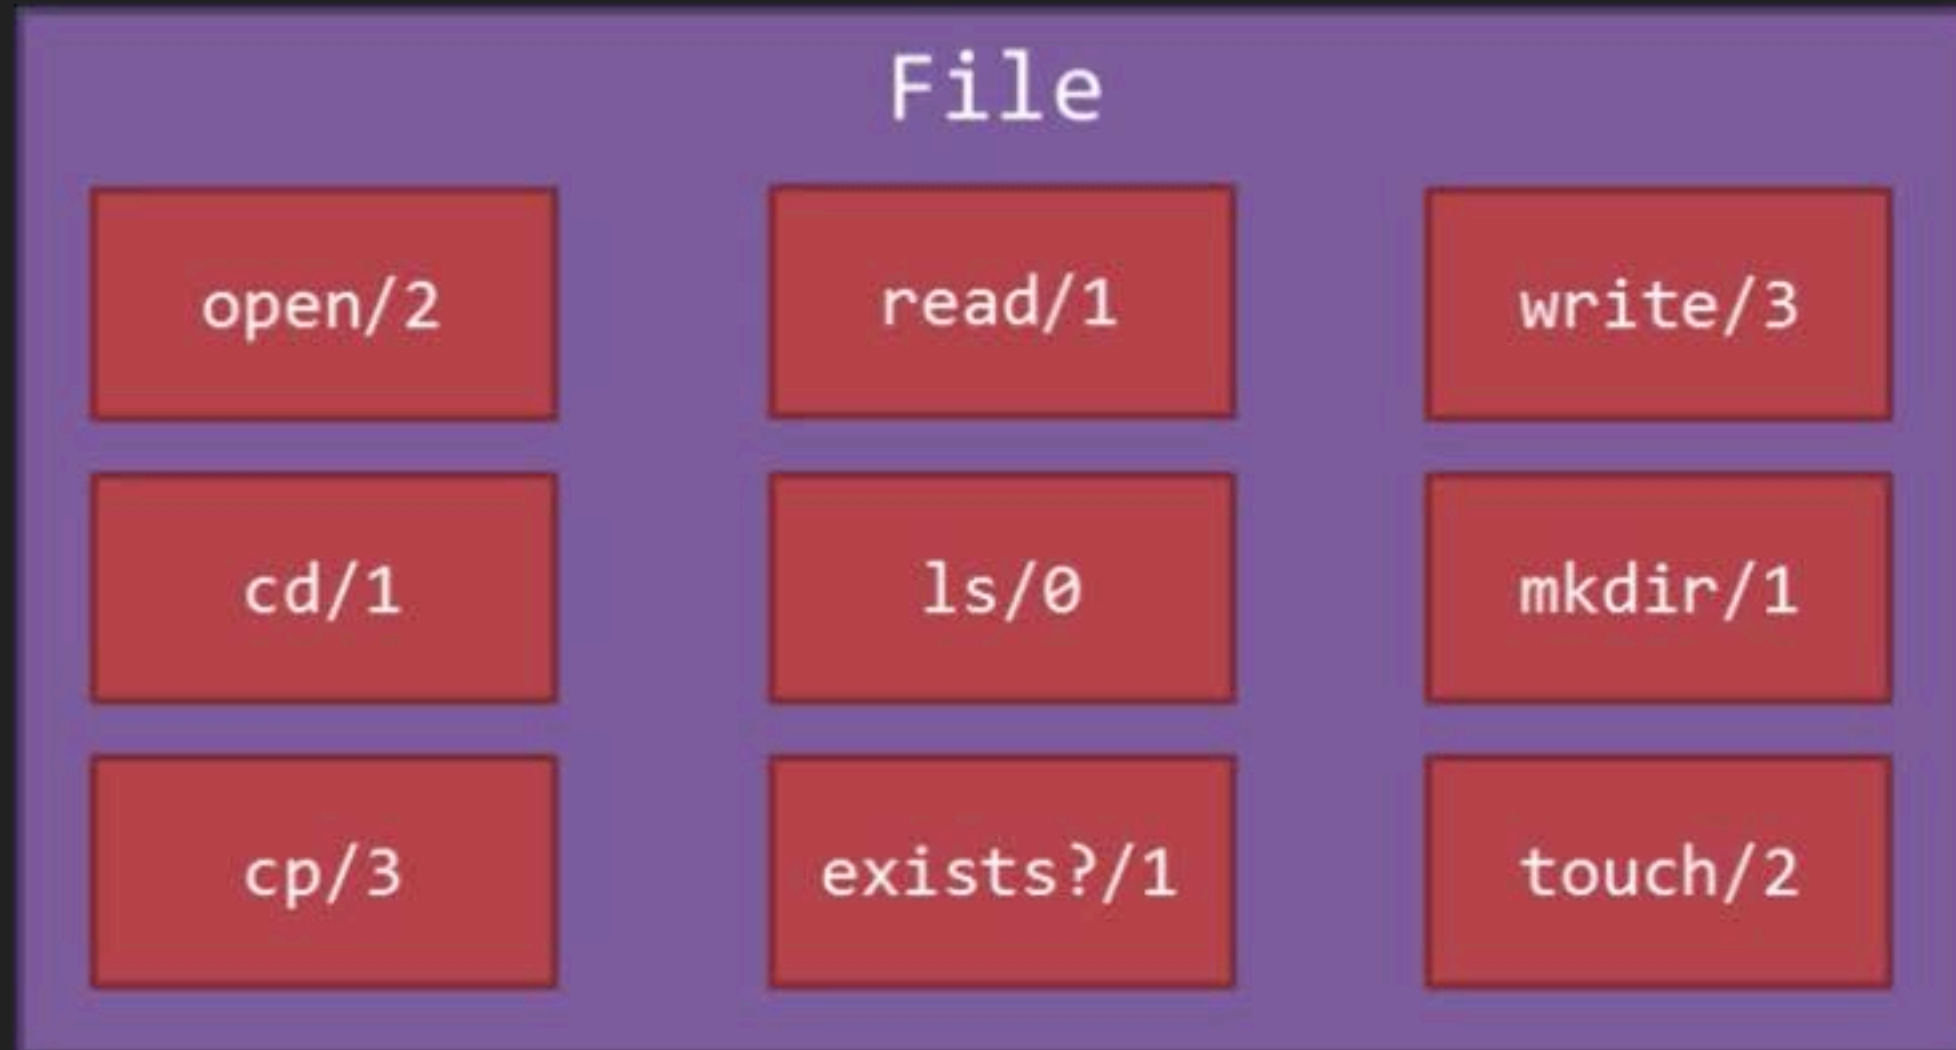 File
open/2 read/1 write/3
cd/1 ls/0 mkdir/1
cp/3 exists?/1 touch/2